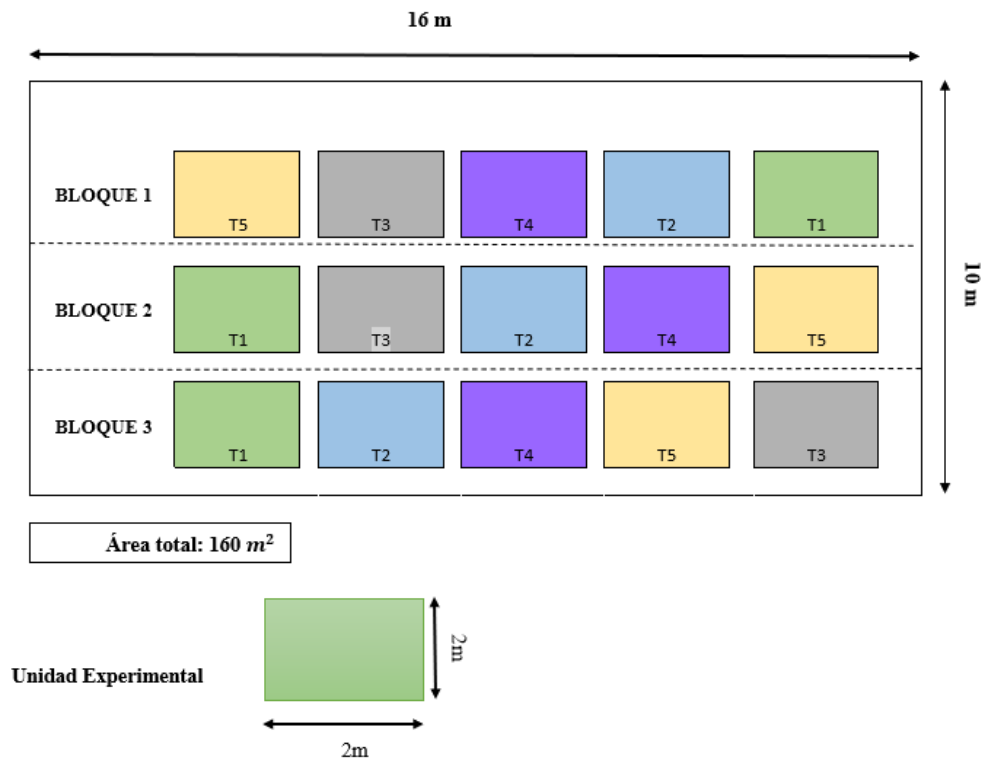 16 m
BLOQUE 1
T5 T3 T4 T2 T1
10 m
BLOQUE 2
T1 T3 T2 T4 T5
BLOQUE 3
T1 T2 T4 T5 T3
Área total: 160 m²
2m
Unidad Experimental
2m